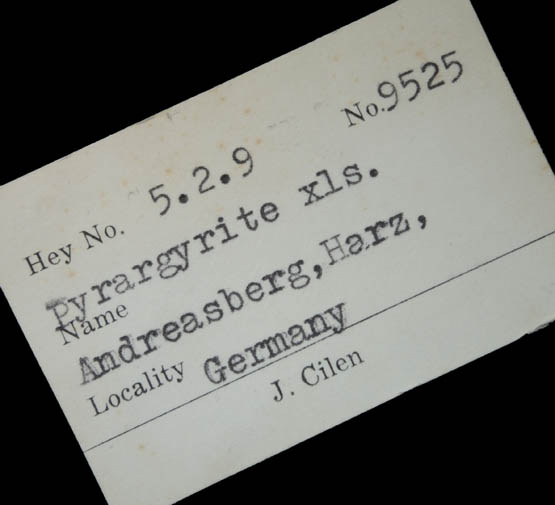 No. 9525
Hey No. 5.2.9
Pyrargyrite xls.
Name
Andreasberg, Harz,
Locality Germany
J. Cilen